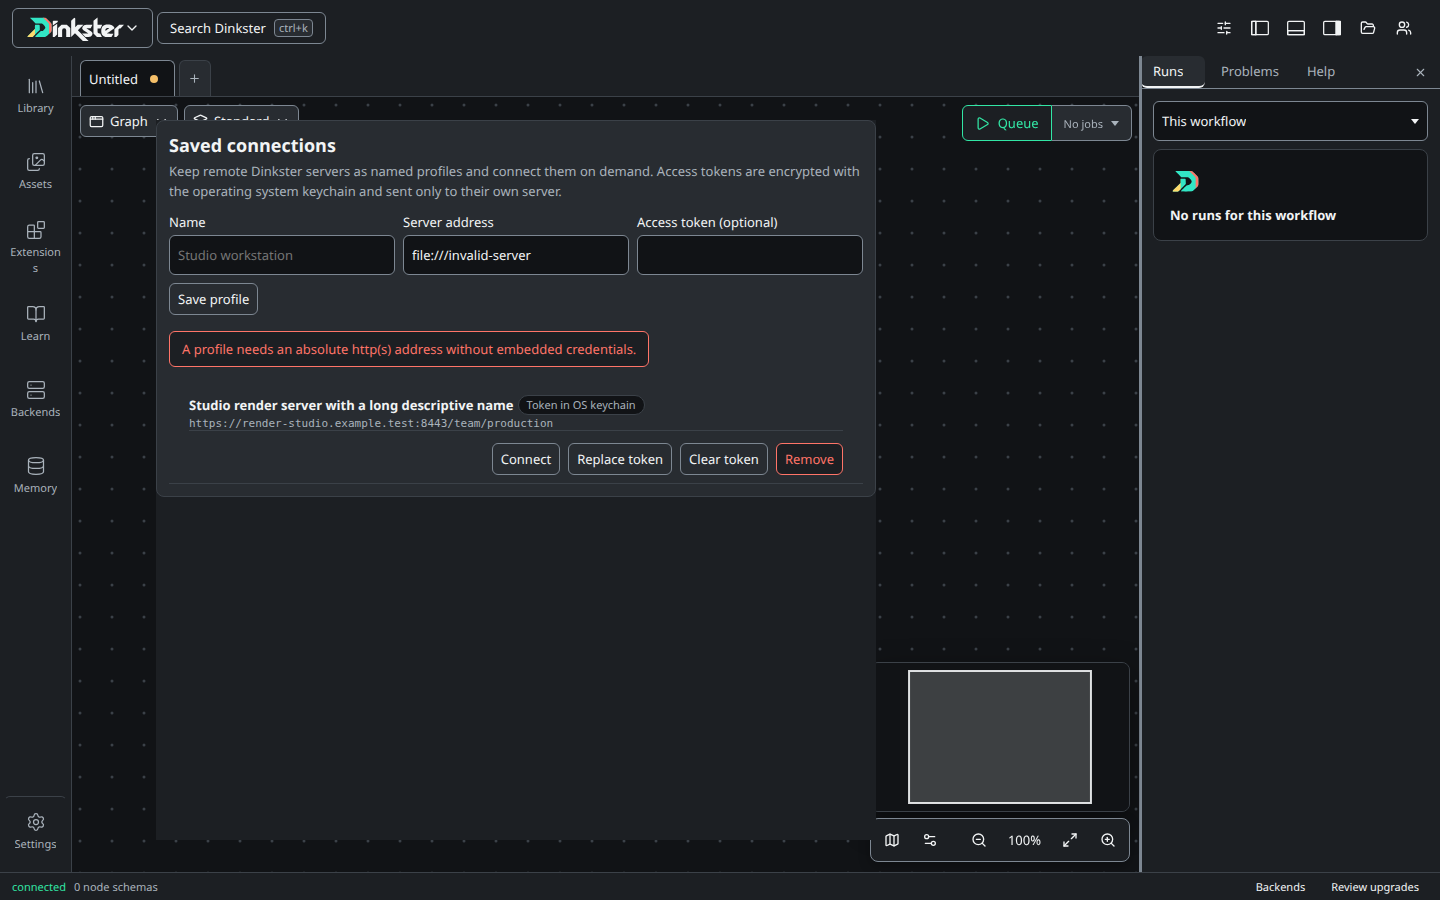 Dinkster
Search Dinkster ctrl+k
Untitled
Library
Assets
Extensions
Learn
Backends
Memory
Settings
Graph
Standard
Queue
No jobs
Saved connections
Keep remote Dinkster servers as named profiles and connect them on demand. Access tokens are encrypted with
the operating system keychain and sent only to their own server.
Name Server address Access token (optional)
Studio workstation file:///invalid-server
Save profile
A profile needs an absolute http(s) address without embedded credentials.
Studio render server with a long descriptive name Token in OS keychain
https://render-studio.example.test:8443/team/production
Connect Replace token Clear token Remove
100%
Runs Problems Help
This workflow
No runs for this workflow
connected 0 node schemas
Backends Review upgrades